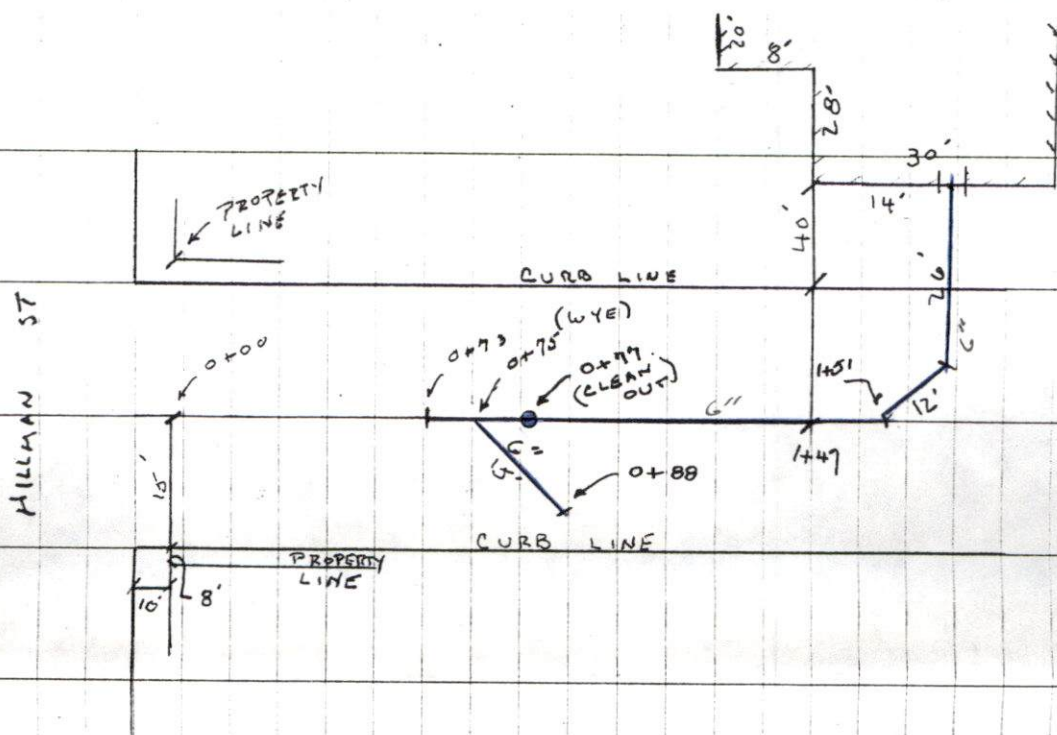 20'
8'
28'
30'
14'
PROPERTY
LINE
40'
26'
6"
CURB LINE
HILLMAN ST
0+00
0+73
0+75
(WYE)
0+77
(CLEAN
OUT)
6"
1+51
12'
1+47
15'
6"
15'
0+88
CURB LINE
PROPERTY
LINE
10'
8'